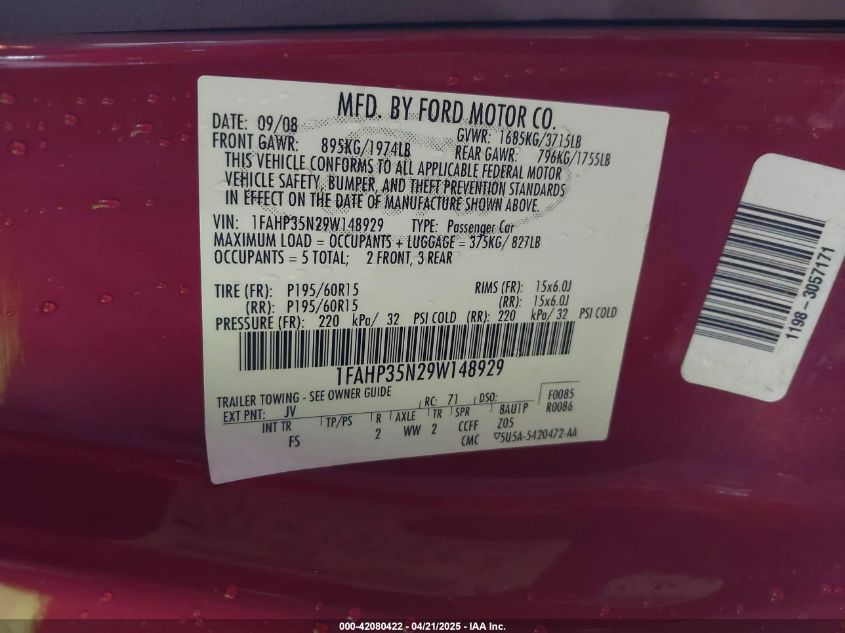 MFD. BY FORD MOTOR CO.
DATE: 09/08 GVWR: 1685KG/3715LB
FRONT GAWR: 895KG/1974LB REAR GAWR: 796KG/1755LB
THIS VEHICLE CONFORMS TO ALL APPLICABLE FEDERAL MOTOR
VEHICLE SAFETY, BUMPER, AND THEFT PREVENTION STANDARDS
IN EFFECT ON THE DATE OF MANUFACTURE SHOWN ABOVE.
VIN: 1FAHP35N29W148929 TYPE: Passenger Car
MAXIMUM LOAD = OCCUPANTS + LUGGAGE = 375KG/ 827LB
OCCUPANTS = 5 TOTAL; 2 FRONT, 3 REAR
TIRE (FR): P195/60R15 RIMS (FR): 15x6.0J
(RR): P195/60R15 (RR): 15x6.0J
PRESSURE (FR): 220 kPa/ 32 PSI COLD (RR): 220 kPa/ 32 PSI COLD
1FAHP35N29W148929
TRAILER TOWING - SEE OWNER GUIDE
EXT PNT: JV RC: 71 DSO: F0085
INT TR TP/PS R AXLE TR SPR BAU1P R0086
FS 2 WW 2 CCFF Z05
CMC ▽5U5A-5420472-AA
1198-3057171
000-42080422 - 04/21/2025 - IAA Inc.